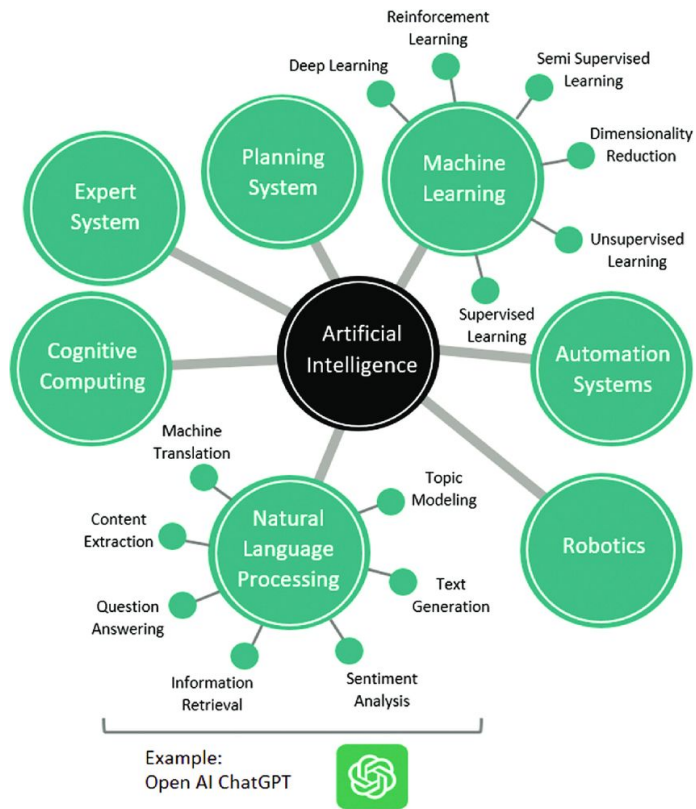 Reinforcement
Learning
Deep Learning
Semi Supervised
Learning
Dimensionality
Reduction
Unsupervised
Learning
Supervised
Learning
Machine
Learning
Planning
System
Expert
System
Cognitive
Computing
Artificial
Intelligence
Automation
Systems
Robotics
Machine
Translation
Content
Extraction
Question
Answering
Information
Retrieval
Sentiment
Analysis
Text
Generation
Topic
Modeling
Natural
Language
Processing
Example:
Open AI ChatGPT